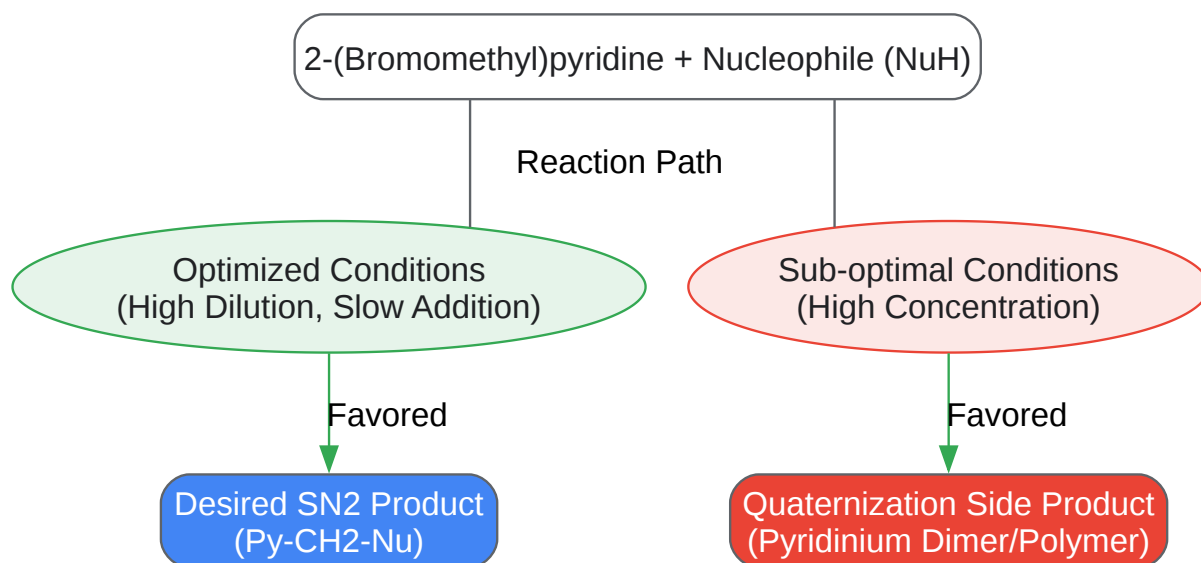 2-(Bromomethyl)pyridine + Nucleophile (NuH)
Reaction Path
Optimized Conditions
(High Dilution, Slow Addition)
Sub-optimal Conditions
(High Concentration)
Favored
Favored
Desired SN2 Product
(Py-CH2-Nu)
Quaternization Side Product
(Pyridinium Dimer/Polymer)